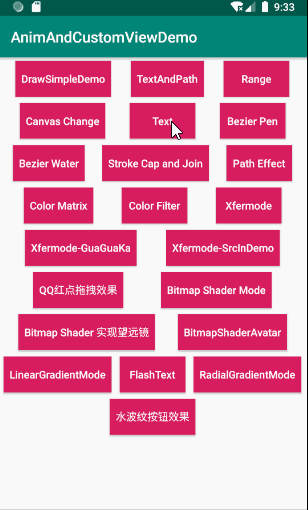 9:33
AnimAndCustomViewDemo
DrawSimpleDemo TextAndPath Range
Canvas Change Text Bezier Pen
Bezier Water Stroke Cap and Join Path Effect
Color Matrix Color Filter Xfermode
Xfermode-GuaGuaKa Xfermode-SrcInDemo
QQ红点拖拽效果 Bitmap Shader Mode
Bitmap Shader 实现望远镜 BitmapShaderAvatar
LinearGradientMode FlashText RadialGradientMode
水波纹按钮效果